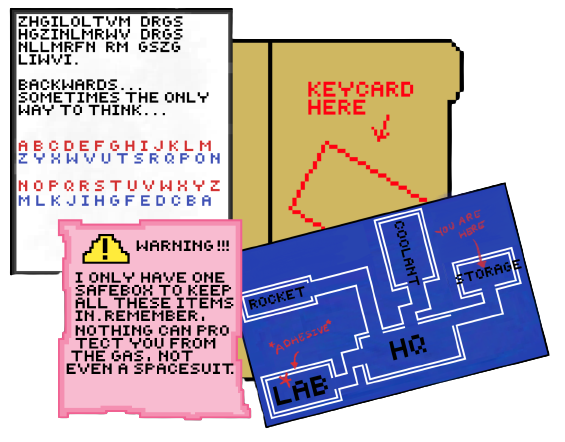 ZHGILOLTVM DRGS
HGZINLMRWV DRGS
NLLMRFN RM GSZG
LIWVI.
BACKWARDS...
SOMETIMES THE ONLY
WAY TO THINK...
A B C D E F G H I J K L M
Z Y X W V U T S R Q P O N
N O P Q R S T U V W X Y Z
M L K J I H G F E D C B A
KEYCARD
HERE
WARNING!!!
I ONLY HAVE ONE
SAFEBOX TO KEEP
ALL THESE ITEMS
IN. REMEMBER,
NOTHING CAN PRO
TECT YOU FROM
THE GAS, NOT
EVEN A SPACESUIT.
YOU ARE
HERE
COOLANT
STORAGE
ROCKET
*ADHESIVE*
HQ
LAB